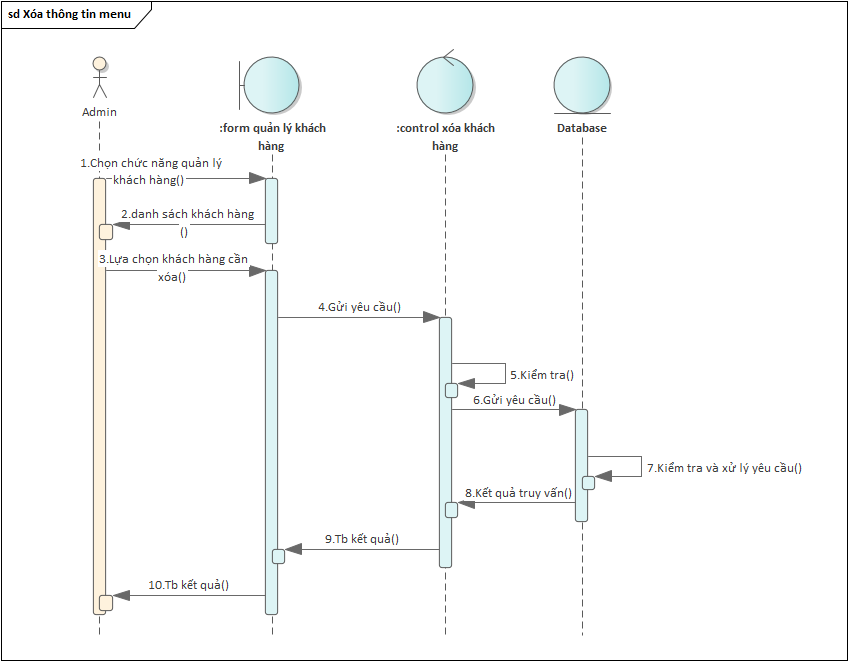 sd Xóa thông tin menu
Admin
:form quản lý khách
hàng
:control xóa khách
hàng
Database
1.Chọn chức năng quản lý
khách hàng()
2.danh sách khách hàng
()
3.Lựa chọn khách hàng cần
xóa()
4.Gửi yêu cầu()
5.Kiểm tra()
6.Gửi yêu cầu()
7.Kiểm tra và xử lý yêu cầu()
8.Kết quả truy vấn()
9.Tb kết quả()
10.Tb kết quả()